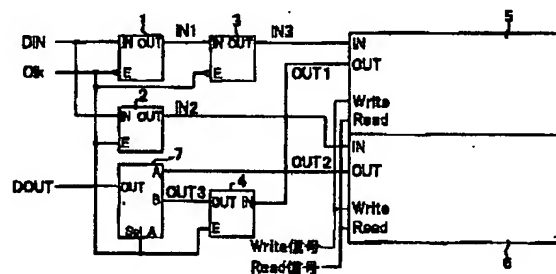 1
3
5
DIN
IN OUT
IN1
IN OUT
IN3
IN
Clk
E
E
OUT1
OUT
2
IN OUT
IN2
Write
Read
E
IN
7
A
OUT2
OUT
DOUT
OUT
B
OUT3
4
OUT IN
Write
E
Read
Write信号
Read信号
6